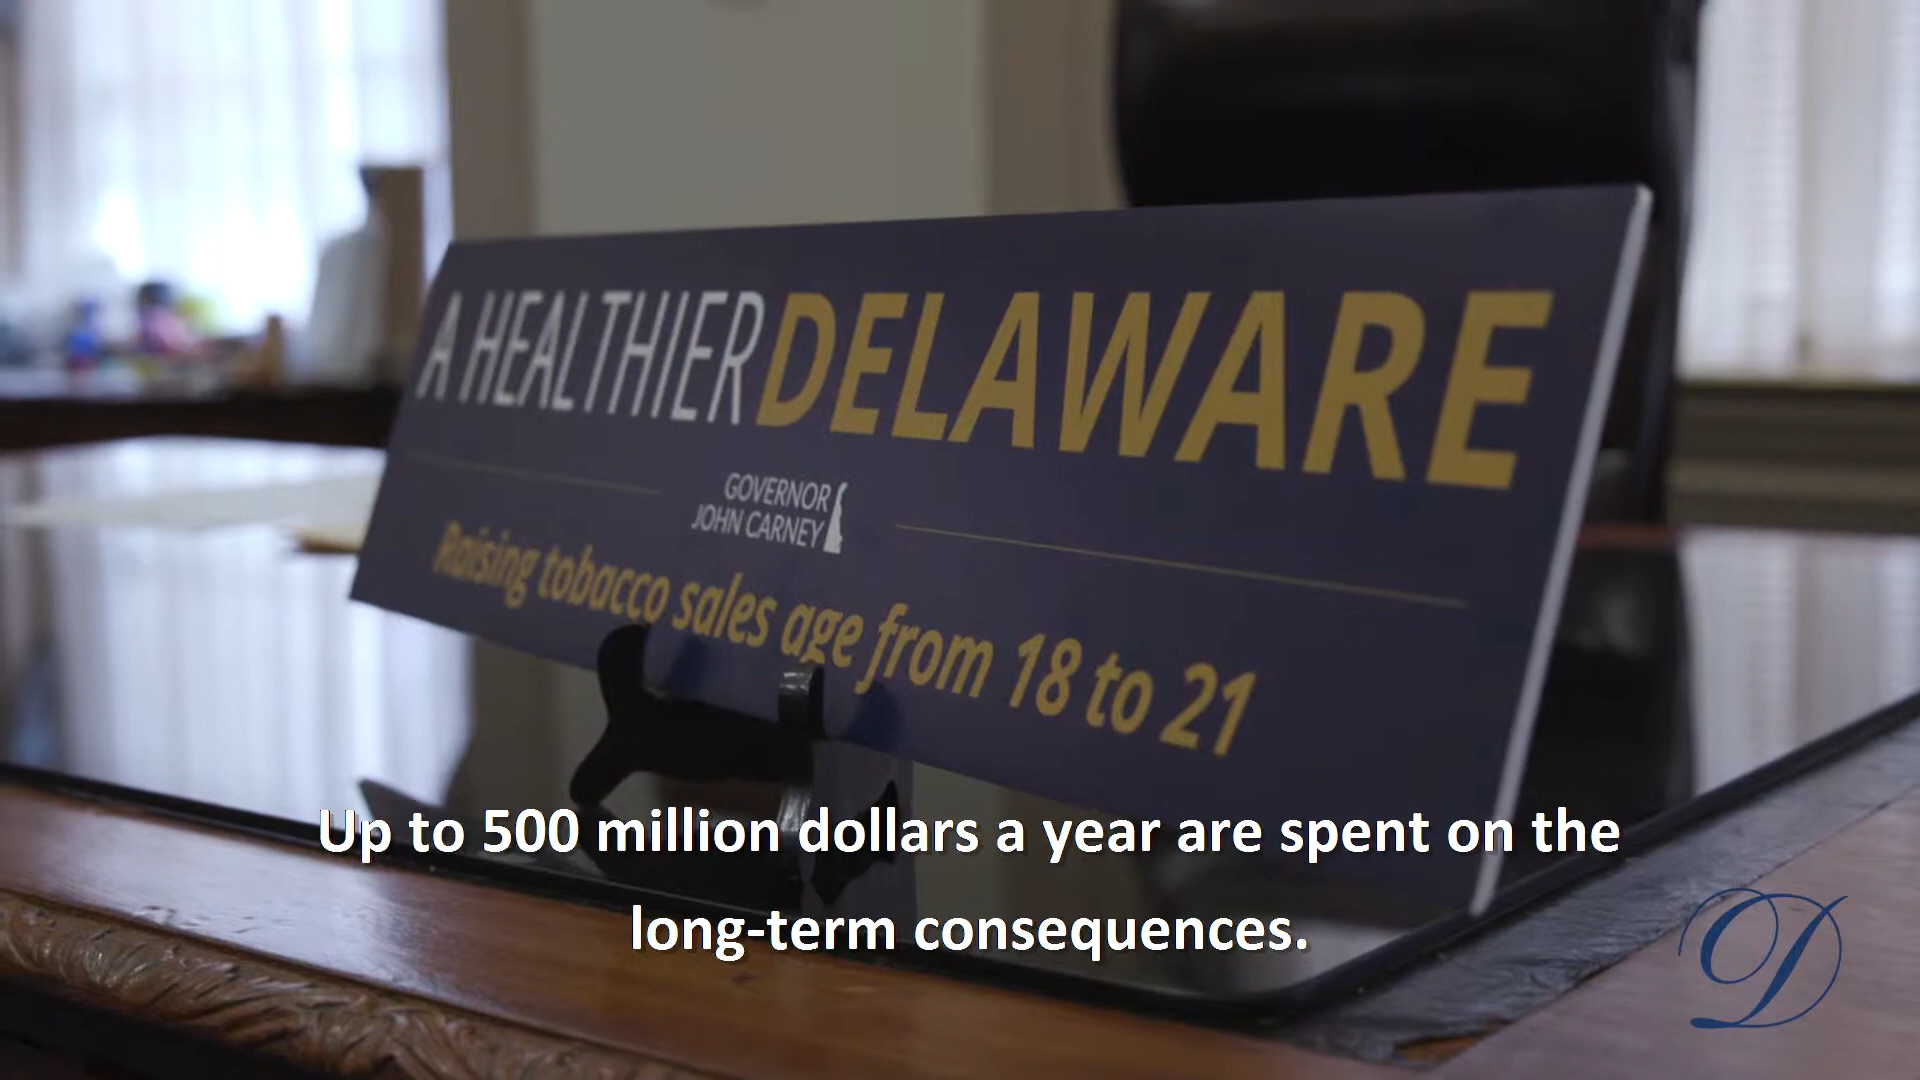 A HEALTHIER DELAWARE
GOVERNOR
JOHN CARNEY
Raising tobacco sales age from 18 to 21
Up to 500 million dollars a year are spent on the
long-term consequences.
D